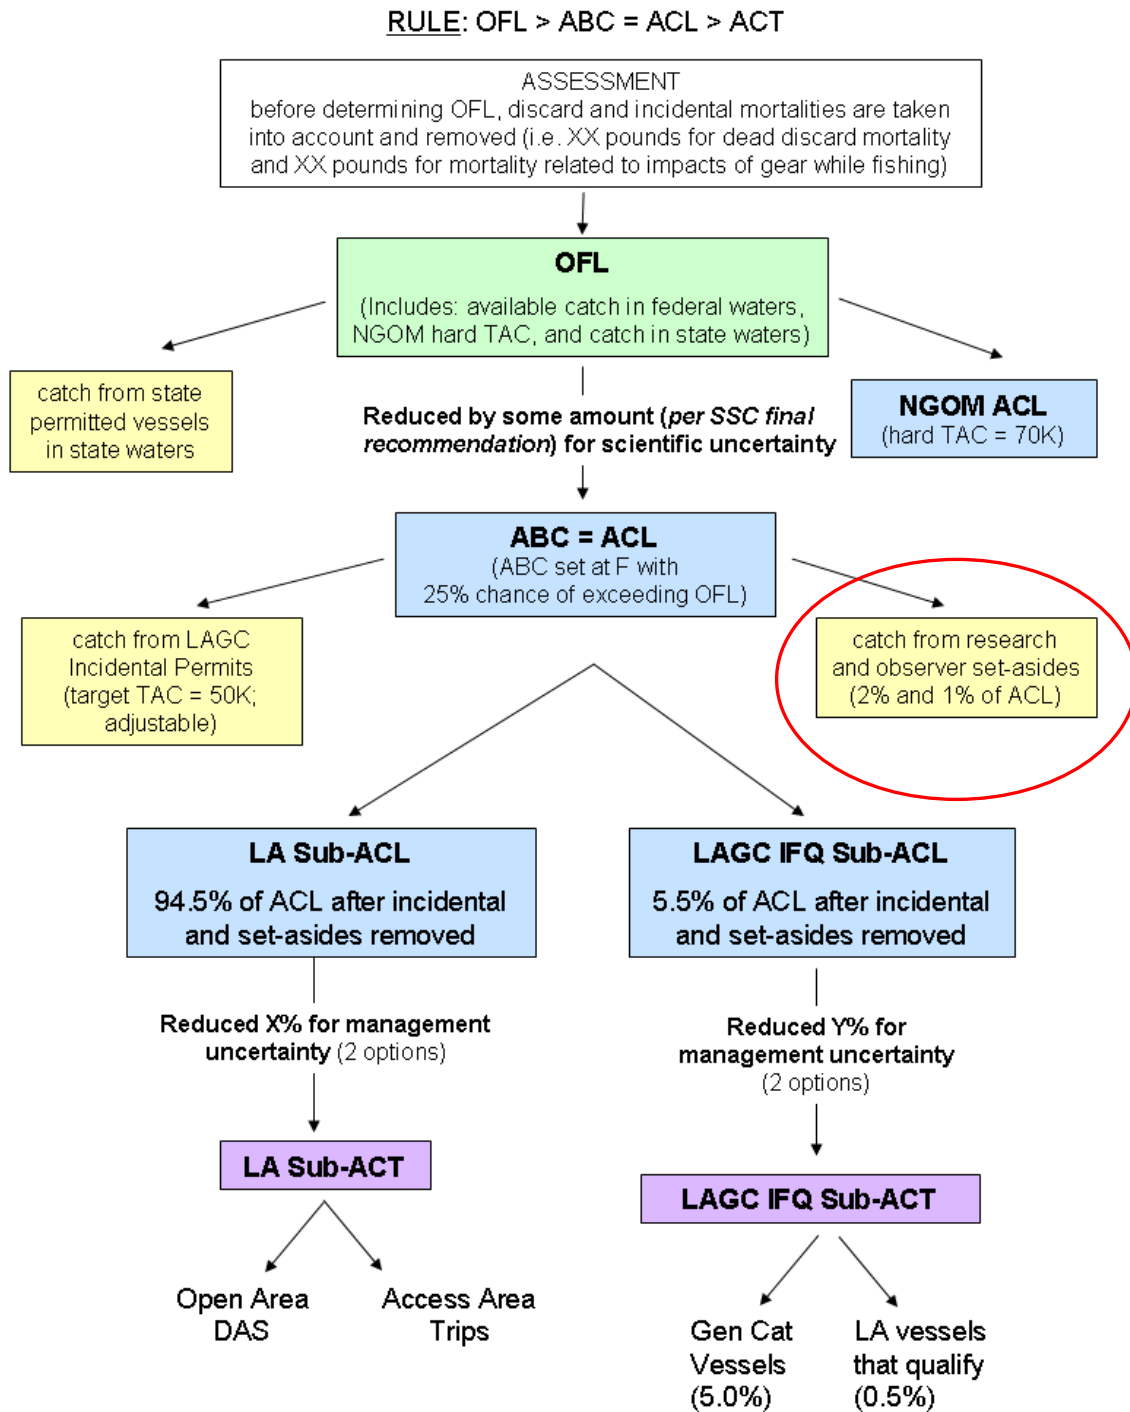 RULE: OFL > ABC = ACL > ACT
ASSESSMENT
before determining OFL, discard and incidental mortalities are taken
into account and removed (i.e. XX pounds for dead discard mortality
and XX pounds for mortality related to impacts of gear while fishing)
OFL
(Includes: available catch in federal waters,
NGOM hard TAC, and catch in state waters)
catch from state
permitted vessels
in state waters
Reduced by some amount (per SSC final
recommendation) for scientific uncertainty
NGOM ACL
(hard TAC = 70K)
ABC = ACL
(ABC set at F with
25% chance of exceeding OFL)
catch from LAGC
Incidental Permits
(target TAC = 50K;
adjustable)
catch from research
and observer set-asides
(2% and 1% of ACL)
LA Sub-ACL
94.5% of ACL after incidental
and set-asides removed
LAGC IFQ Sub-ACL
5.5% of ACL after incidental
and set-asides removed
Reduced X% for management
uncertainty (2 options)
Reduced Y% for
management uncertainty
(2 options)
LA Sub-ACT
LAGC IFQ Sub-ACT
Open Area
DAS
Access Area
Trips
Gen Cat
Vessels
(5.0%)
LA vessels
that qualify
(0.5%)